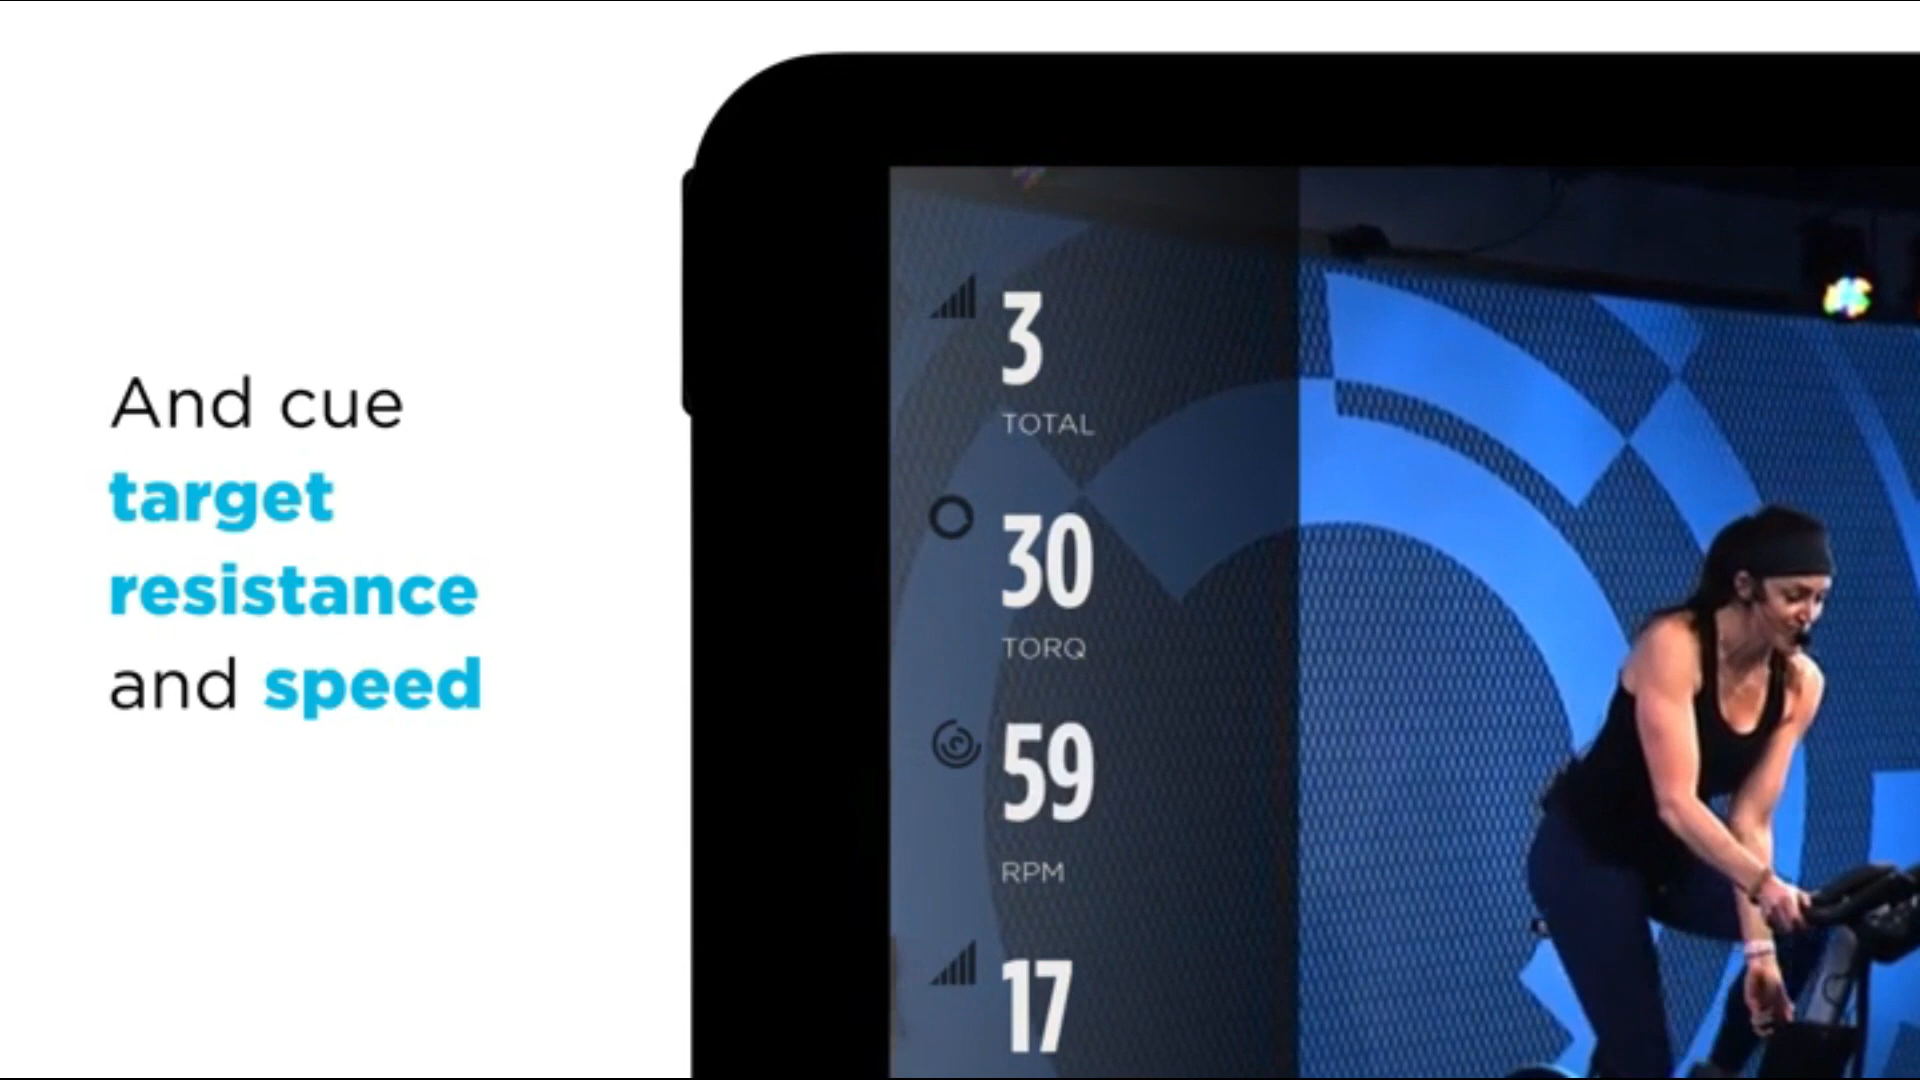 And cue
target
resistance
and speed
3
TOTAL
30
TORQ
59
RPM
17